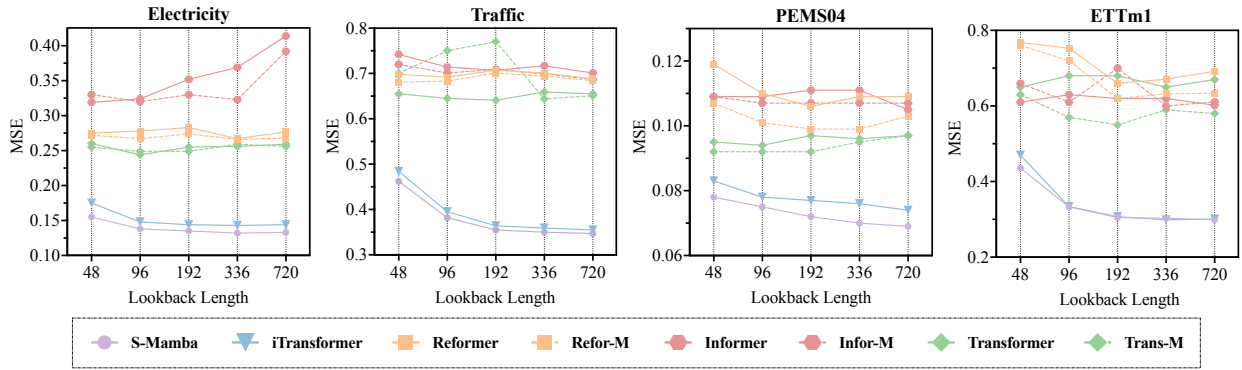 Electricity
Traffic
PEMS04
ETTm1
MSE
0.40
0.35
0.30
0.25
0.20
0.15
0.10
48 96 192 336 720
Lookback Length
MSE
0.8
0.7
0.6
0.5
0.4
0.3
48 96 192 336 720
Lookback Length
MSE
0.12
0.10
0.08
0.06
48 96 192 336 720
Lookback Length
MSE
0.8
0.6
0.4
0.2
48 96 192 336 720
Lookback Length
S-Mamba iTransformer Reformer Refor-M Informer Infor-M Transformer Trans-M